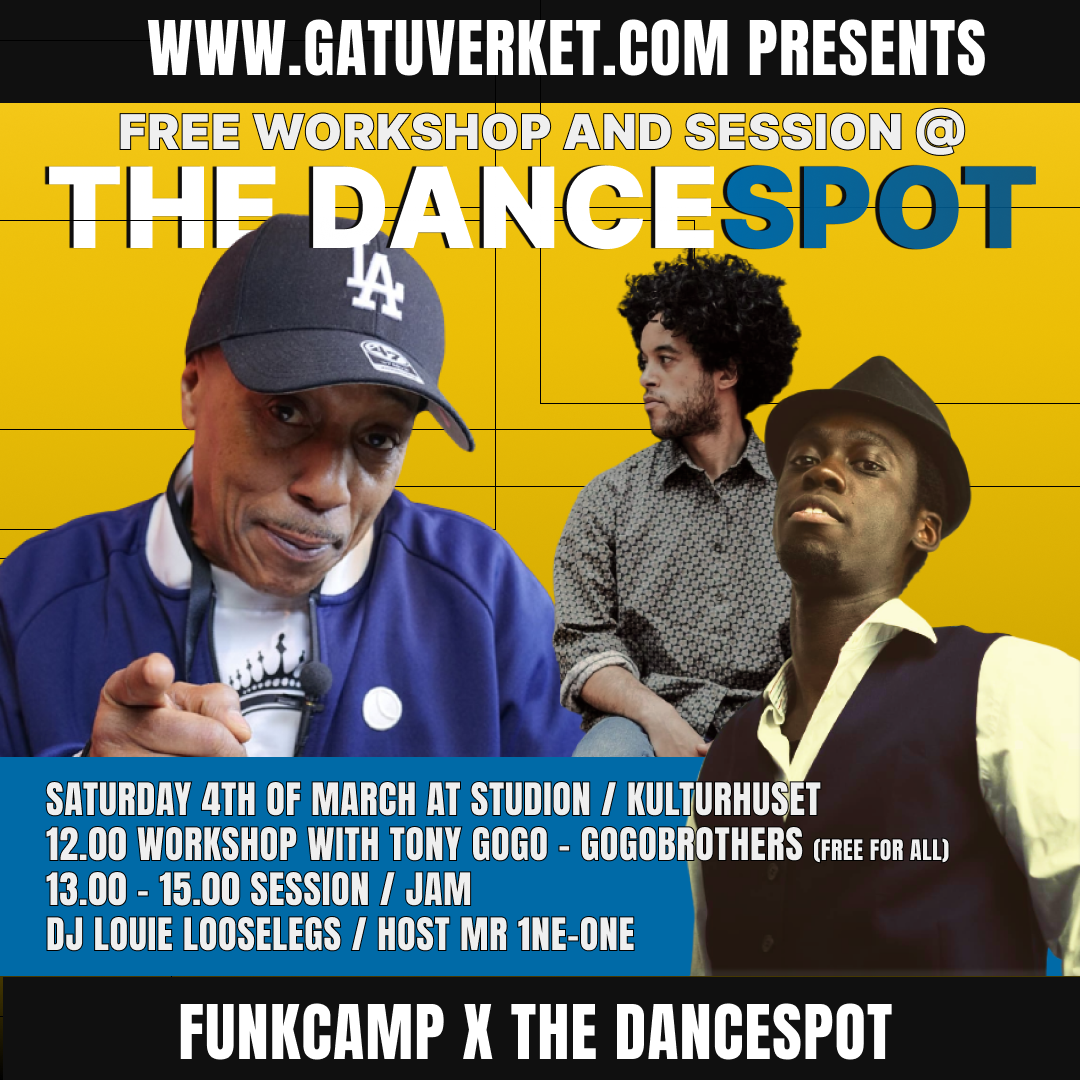 WWW.GATUVERKET.COM PRESENTS
FREE WORKSHOP AND SESSION @
THE DANCESPOT
LA
47
SATURDAY 4TH OF MARCH AT STUDION / KULTURHUSET
12.00 WORKSHOP WITH TONY GOGO - GOGOBROTHERS (FREE FOR ALL)
13.00 - 15.00 SESSION / JAM
DJ LOUIE LOOSELEGS / HOST MR 1NE-ONE
FUNKCAMP X THE DANCESPOT